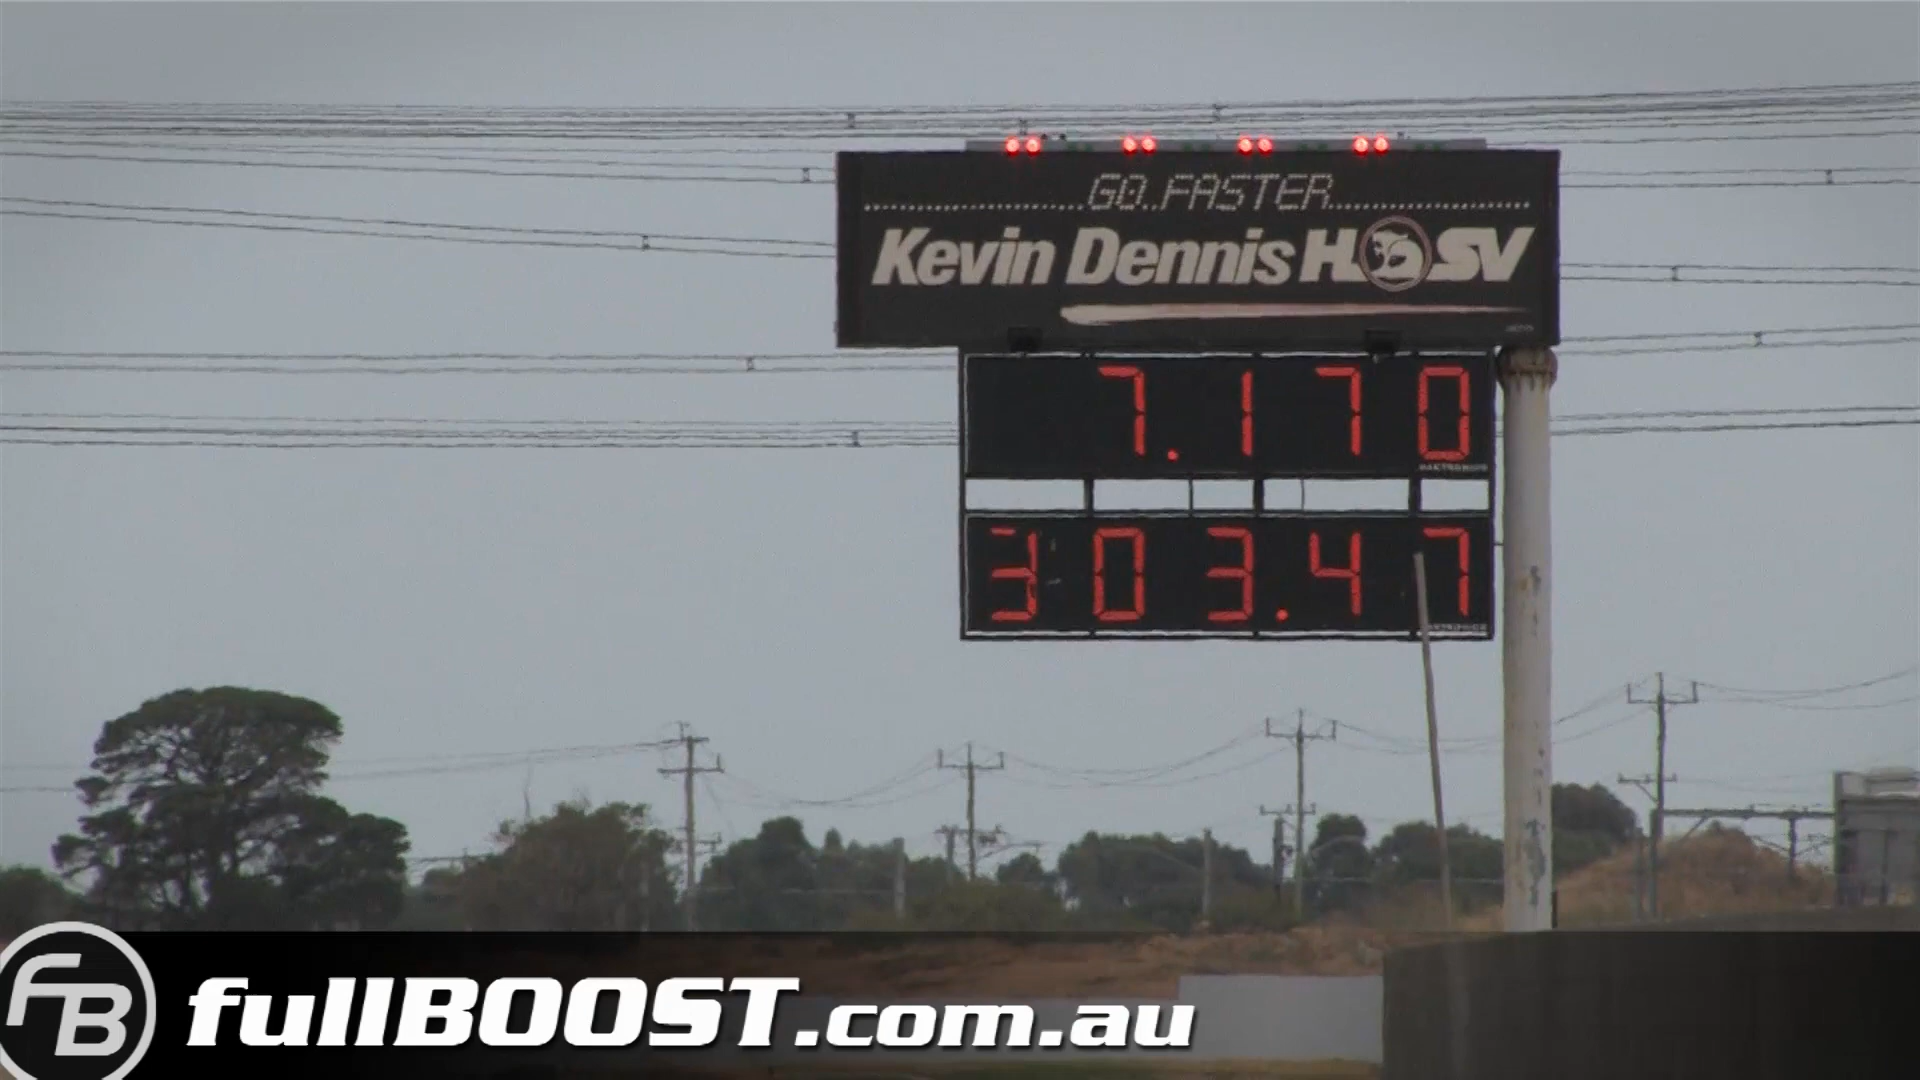 ..GO..FASTER..
Kevin Dennis HSV
7.170
303.47
FB
fullBOOST.com.au